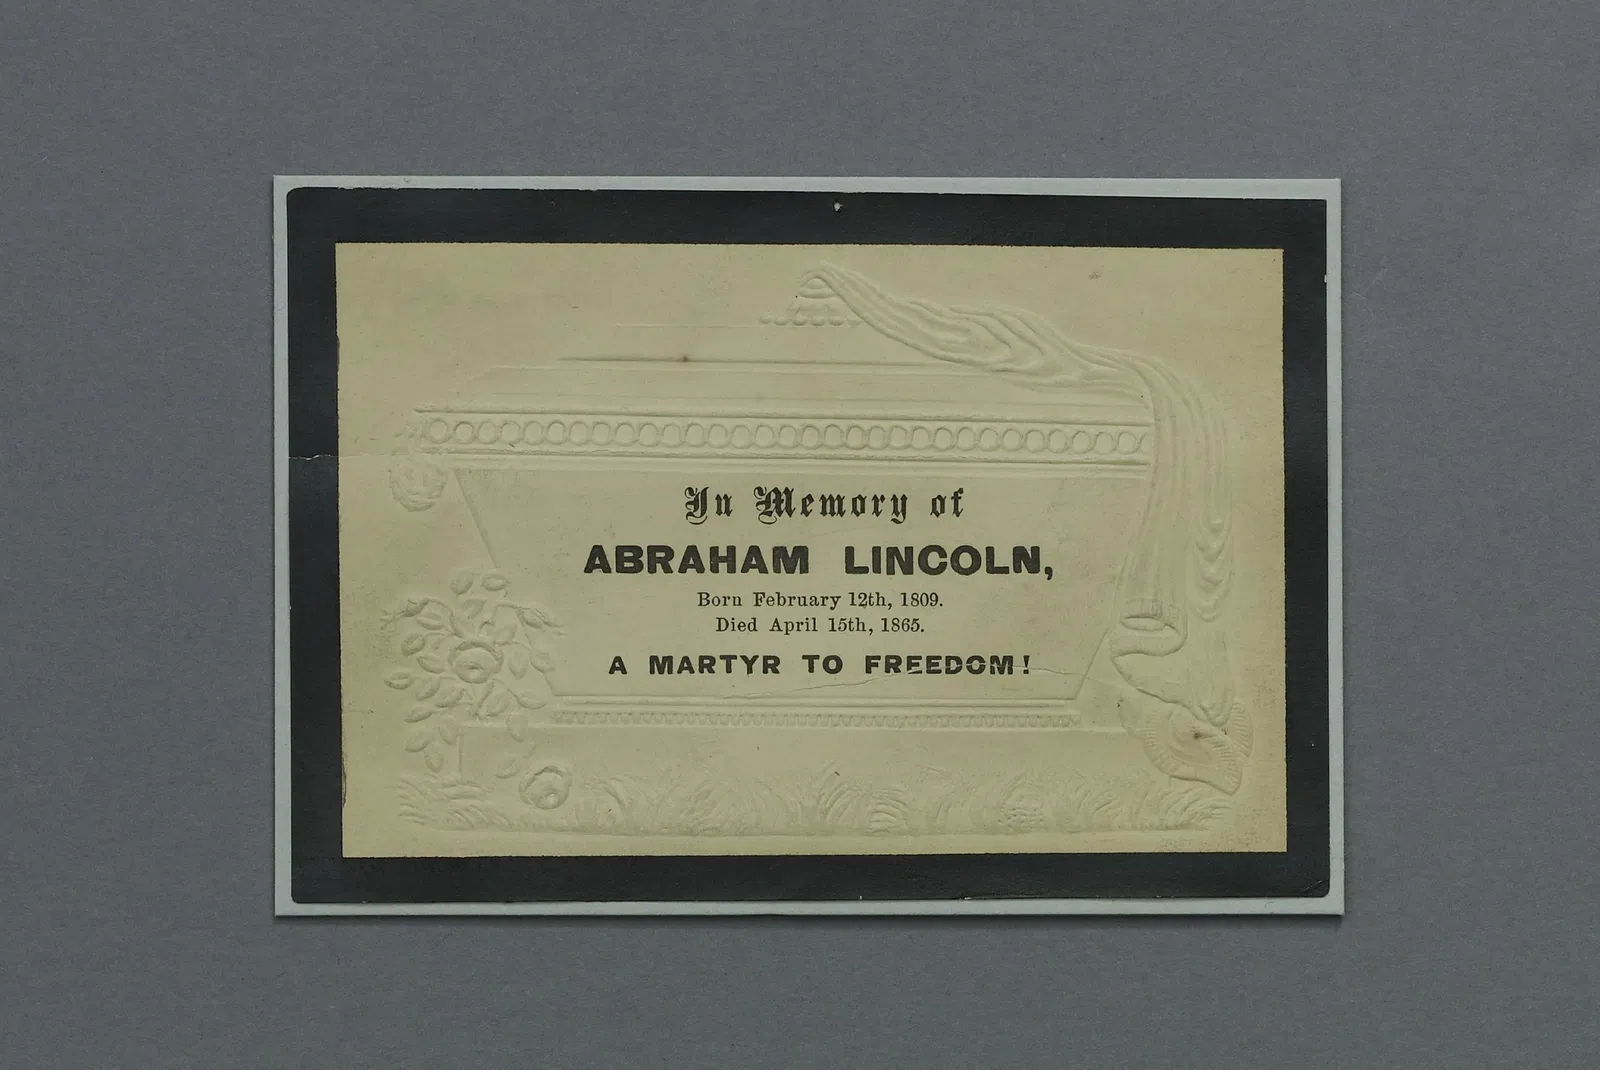 In Memory of
ABRAHAM LINCOLN,
Born February 12th, 1809.
Died April 15th, 1865.
A MARTYR TO FREEDOM!